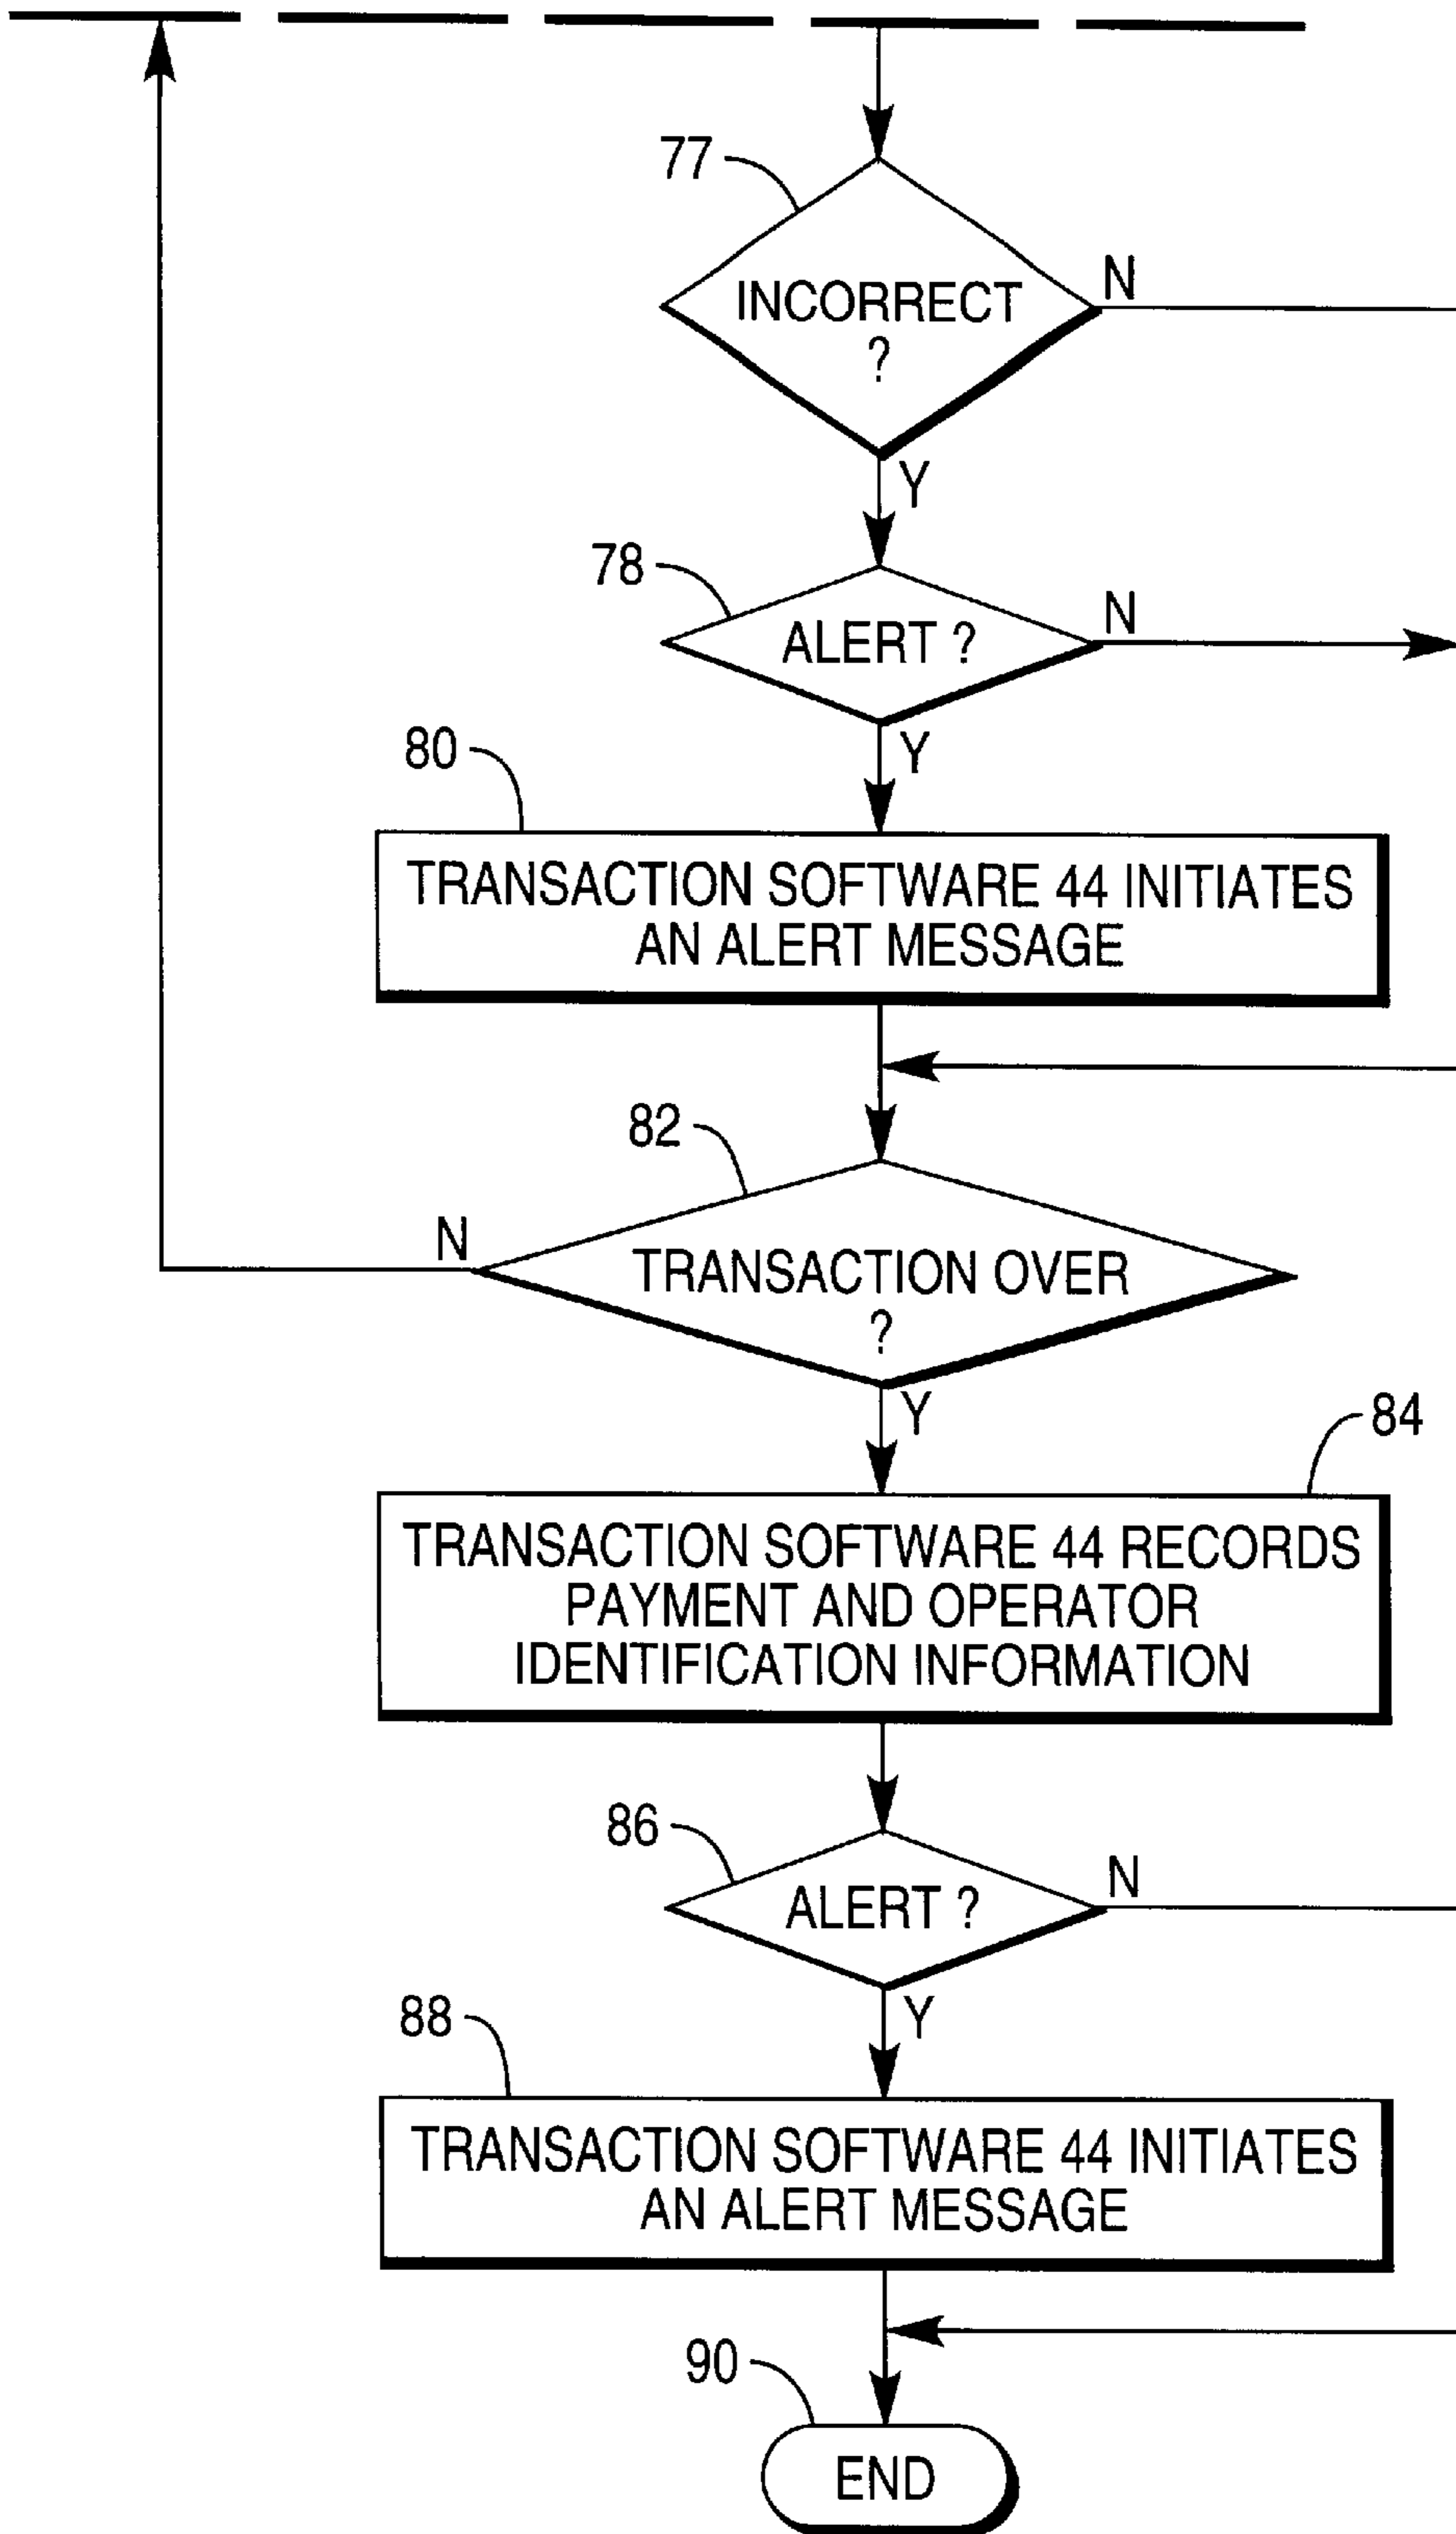 77
INCORRECT
?
N
Y
78
ALERT ?
N
Y
80
TRANSACTION SOFTWARE 44 INITIATES
AN ALERT MESSAGE
82
N
TRANSACTION OVER
?
Y
84
TRANSACTION SOFTWARE 44 RECORDS
PAYMENT AND OPERATOR
IDENTIFICATION INFORMATION
86
ALERT ?
N
Y
88
TRANSACTION SOFTWARE 44 INITIATES
AN ALERT MESSAGE
90
END